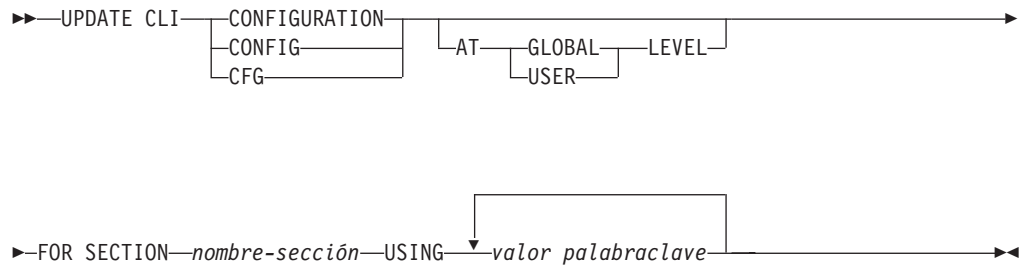 UPDATE CLI CONFIGURATION AT GLOBAL LEVEL
CONFIG USER
CFG
FOR SECTION nombre-sección USING valor palabraclave